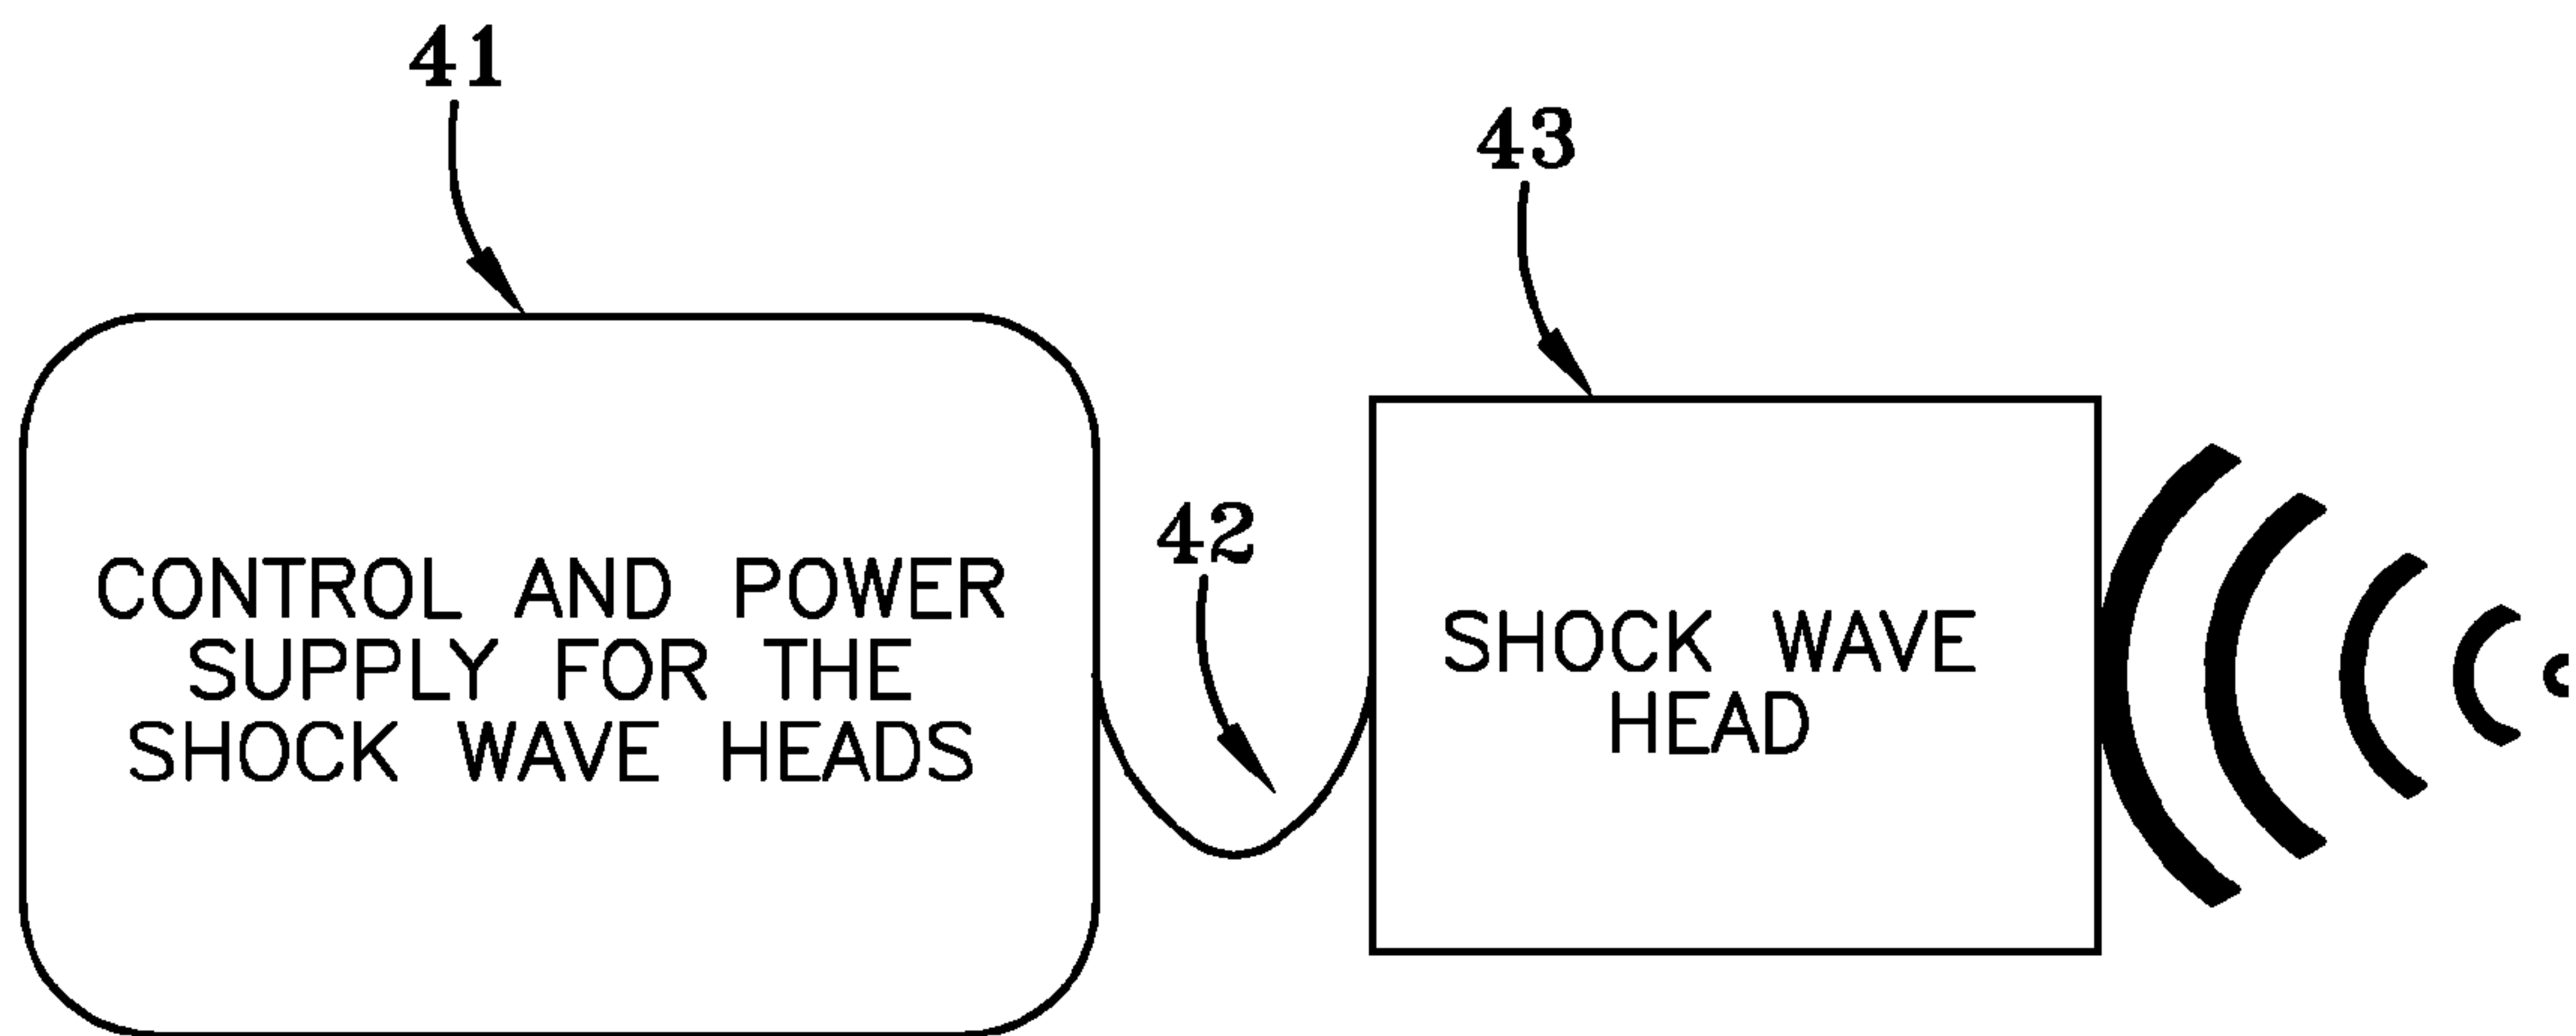 41
43
42
CONTROL AND POWER
SUPPLY FOR THE
SHOCK WAVE HEADS
SHOCK WAVE
HEAD